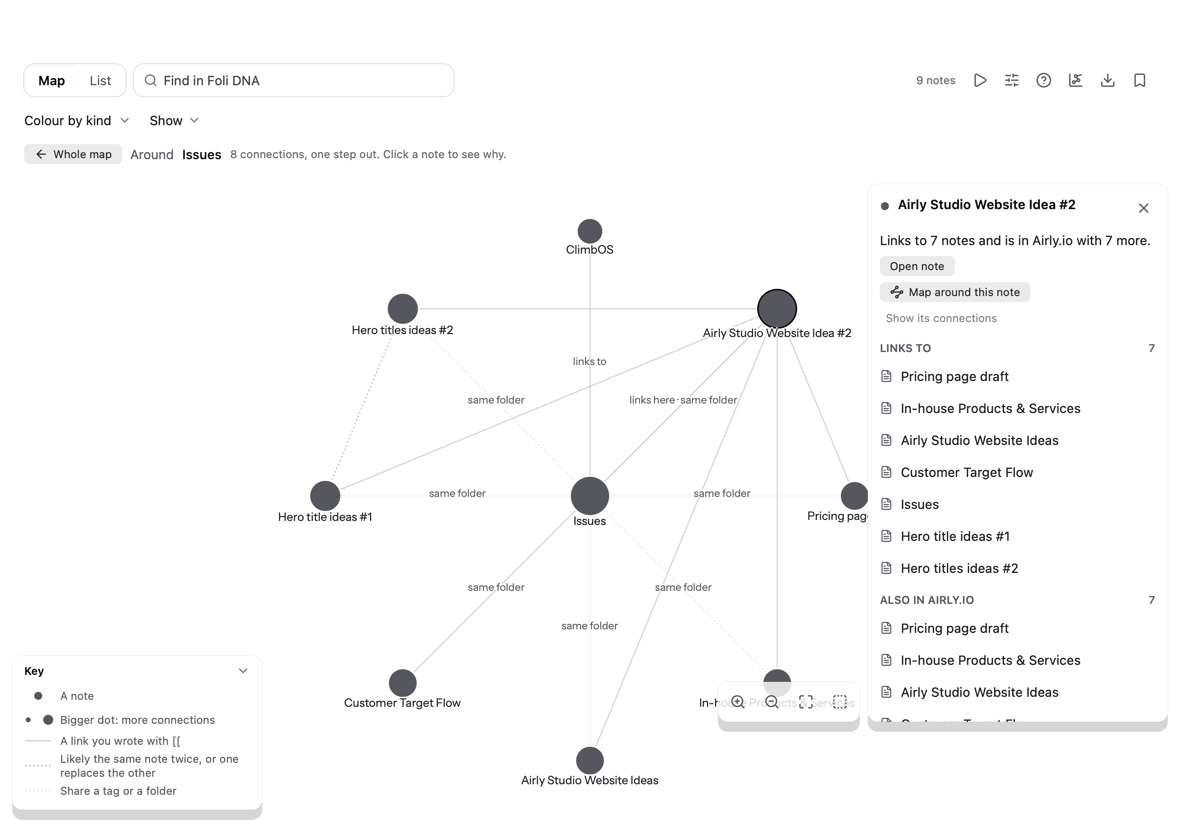 Map
List
Find in Foli DNA
9 notes
Colour by kind
Show
Whole map
Around Issues 8 connections, one step out. Click a note to see why.
ClimbOS
Hero titles ideas #2
Airly Studio Website Idea #2
links to
same folder
links here · same folder
same folder
same folder
Hero title ideas #1
Issues
Pricing pag
same folder
same folder
same folder
Customer Target Flow
In-house Products & Services
Airly Studio Website Ideas
Key
A note
Bigger dot: more connections
A link you wrote with [[
Likely the same note twice, or one
replaces the other
Share a tag or a folder
Airly Studio Website Idea #2
Links to 7 notes and is in Airly.io with 7 more.
Open note
Map around this note
Show its connections
LINKS TO 7
Pricing page draft
In-house Products & Services
Airly Studio Website Ideas
Customer Target Flow
Issues
Hero title ideas #1
Hero titles ideas #2
ALSO IN AIRLY.IO 7
Pricing page draft
In-house Products & Services
Airly Studio Website Ideas